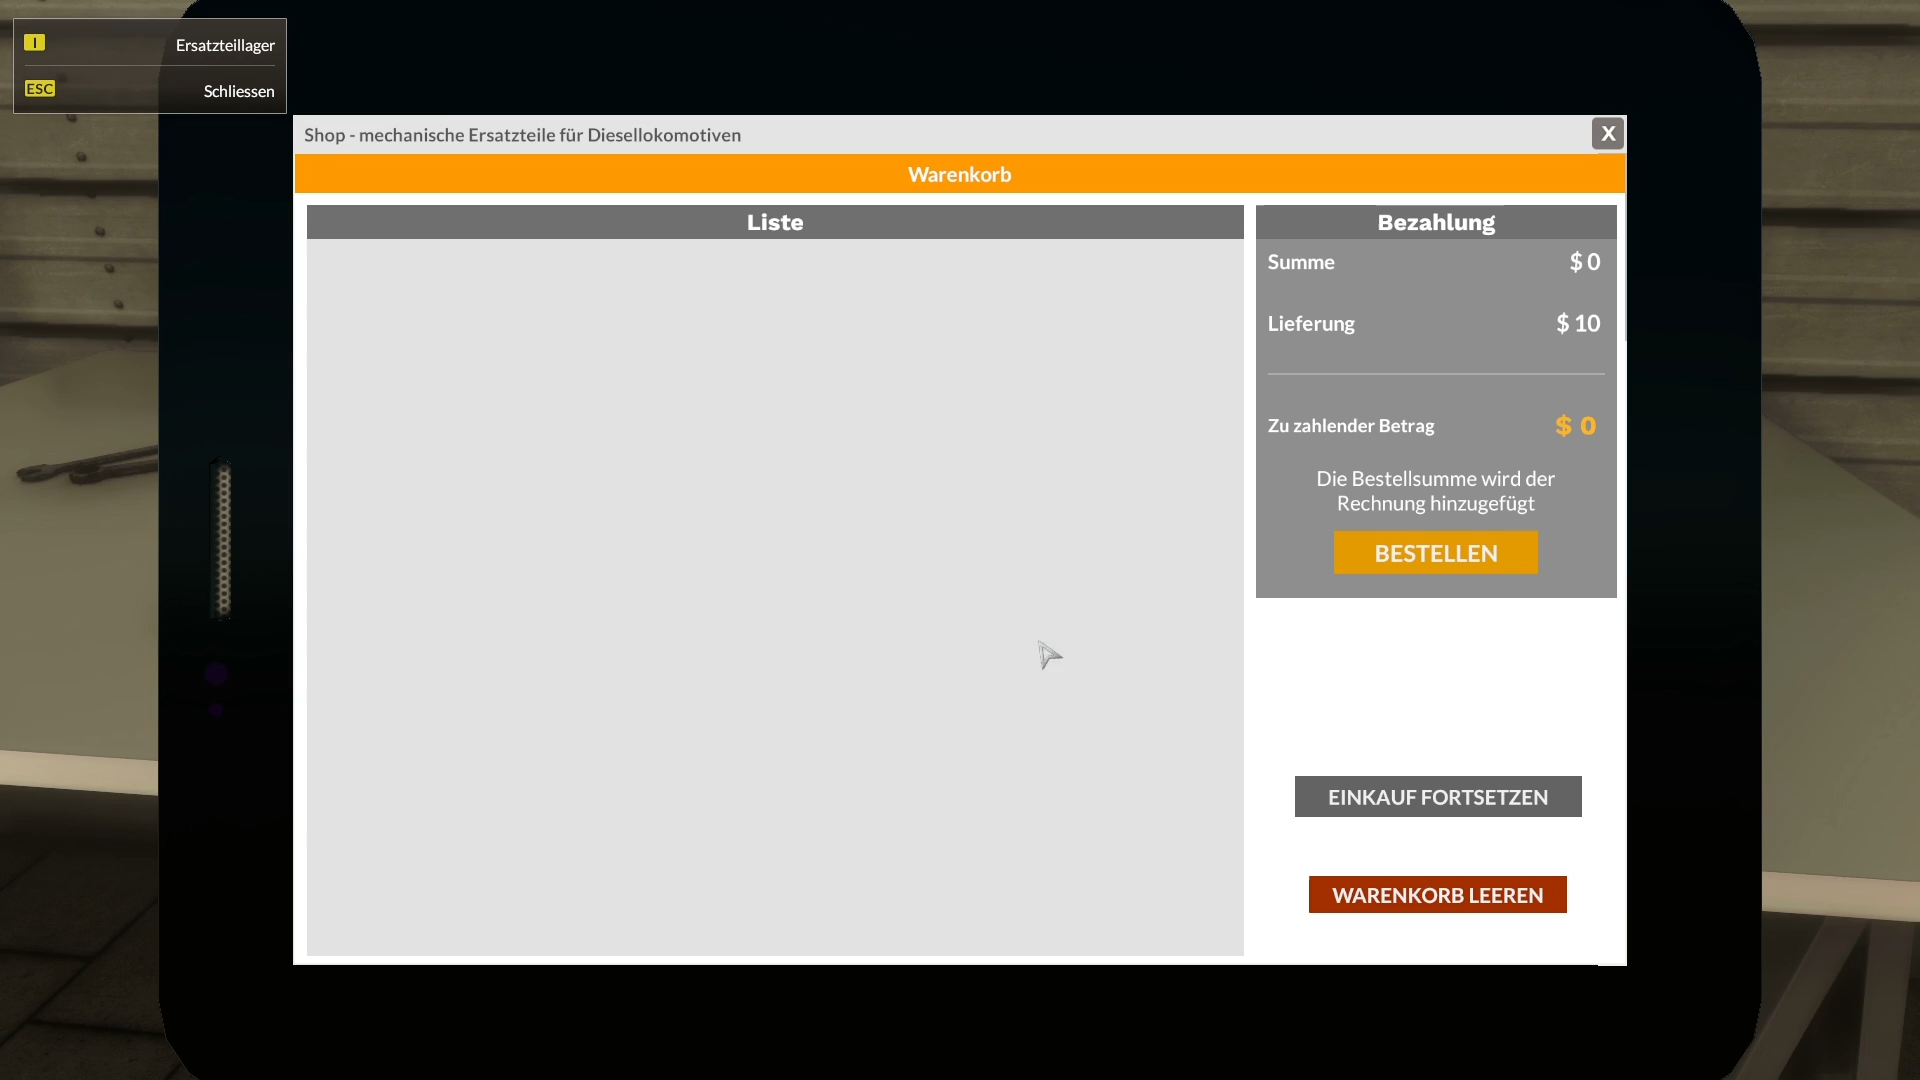 I Ersatzteillager
ESC Schliessen
Shop - mechanische Ersatzteile für Diesellokomotiven
X
Warenkorb
Liste
Bezahlung
Summe $ 0
Lieferung $ 10
Zu zahlender Betrag $ 0
Die Bestellsumme wird der
Rechnung hinzugefügt
BESTELLEN
EINKAUF FORTSETZEN
WARENKORB LEEREN